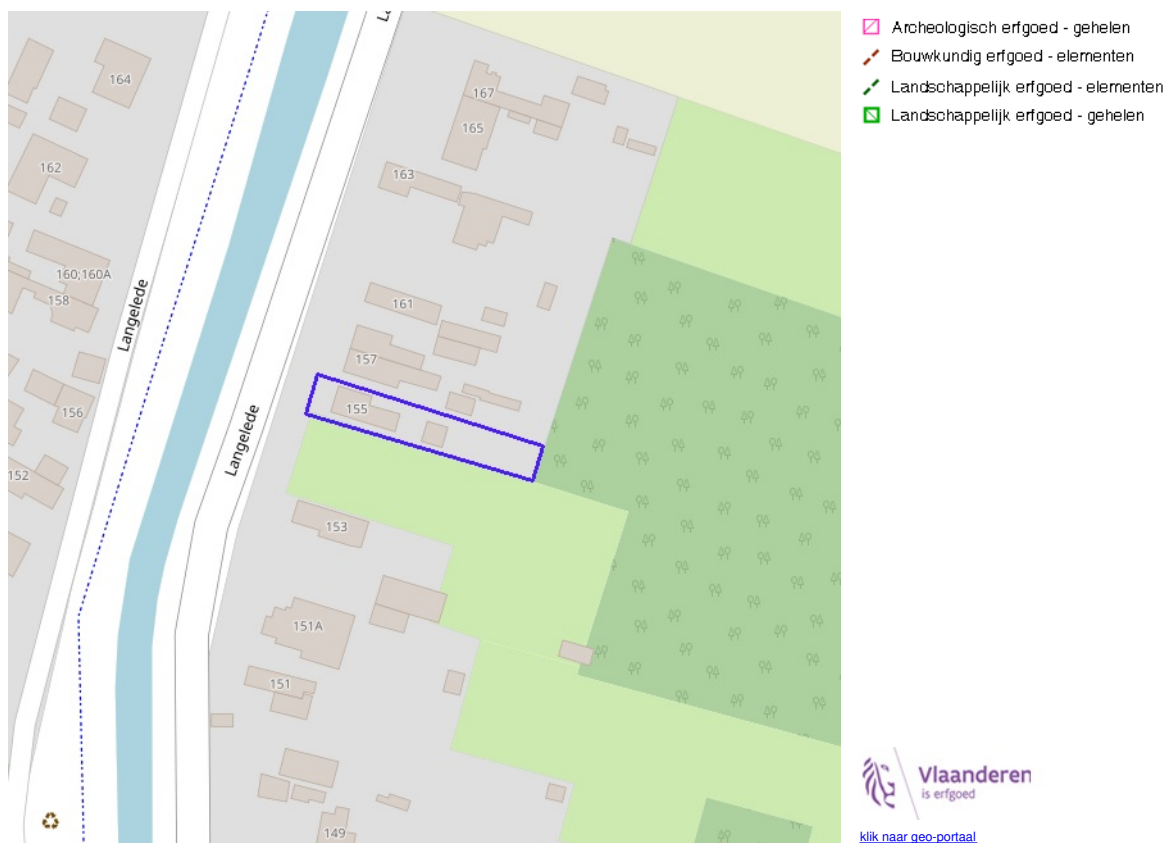 Archeologisch erfgoed - gehelen
Bouwkundig erfgoed - elementen
Landschappelijk erfgoed - elementen
Landschappelijk erfgoed - gehelen
164
167
165
162
163
160;160A
158
161
Langelede
157
155
156
Langelede
152
153
151A
151
149
Vlaanderen
is erfgoed
klik naar geo-portaal